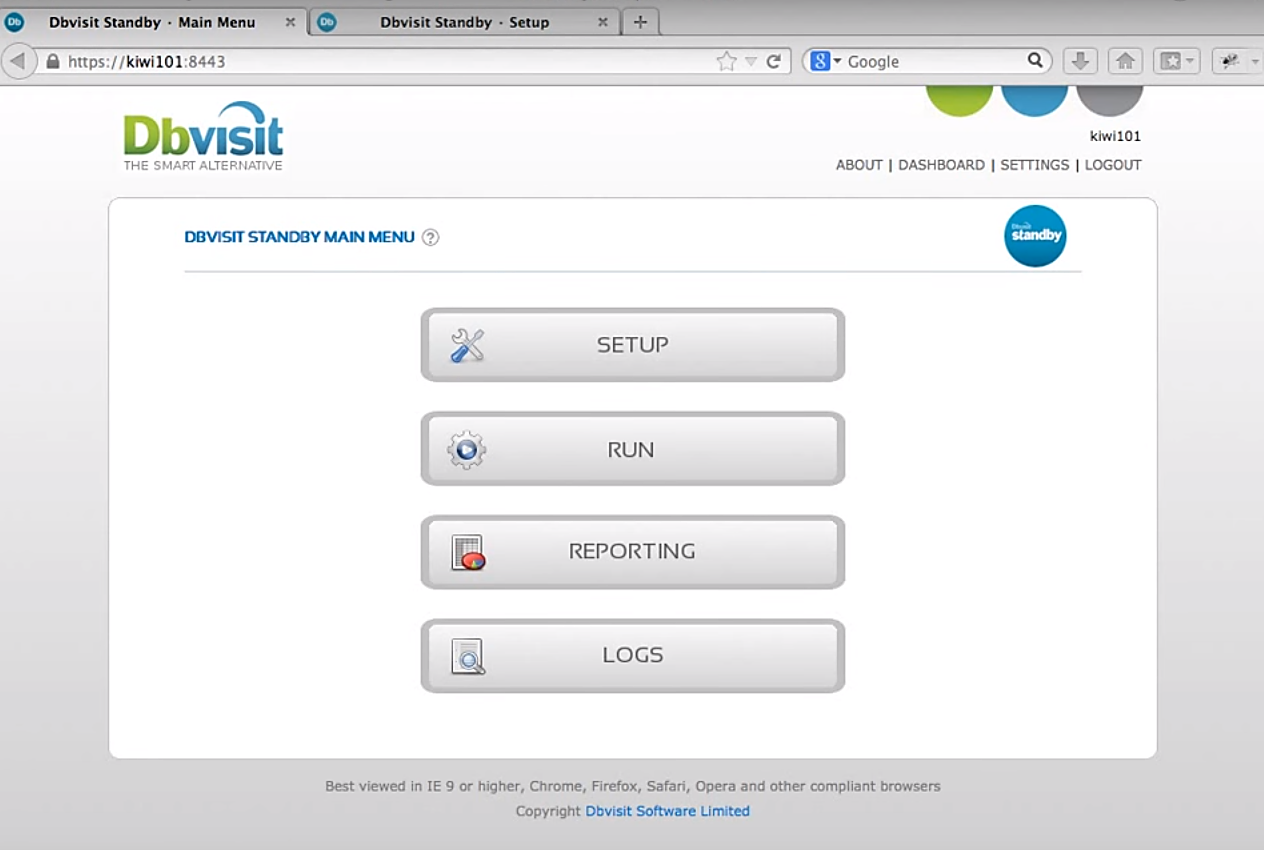 Dbvisit Standby · Main Menu
Dbvisit Standby · Setup
https://kiwi101:8443
Google
Dbvisit
THE SMART ALTERNATIVE
kiwi101
ABOUT | DASHBOARD | SETTINGS | LOGOUT
DBVISIT STANDBY MAIN MENU ?
Dbvisit
standby
SETUP
RUN
REPORTING
LOGS
Best viewed in IE 9 or higher, Chrome, Firefox, Safari, Opera and other compliant browsers
Copyright Dbvisit Software Limited